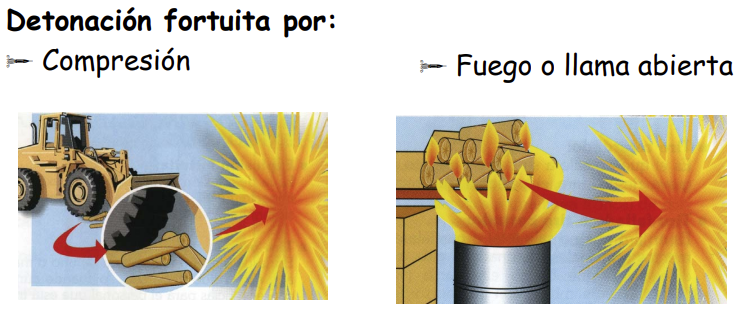 Detonación fortuita por:
Compresión
Fuego o llama abierta